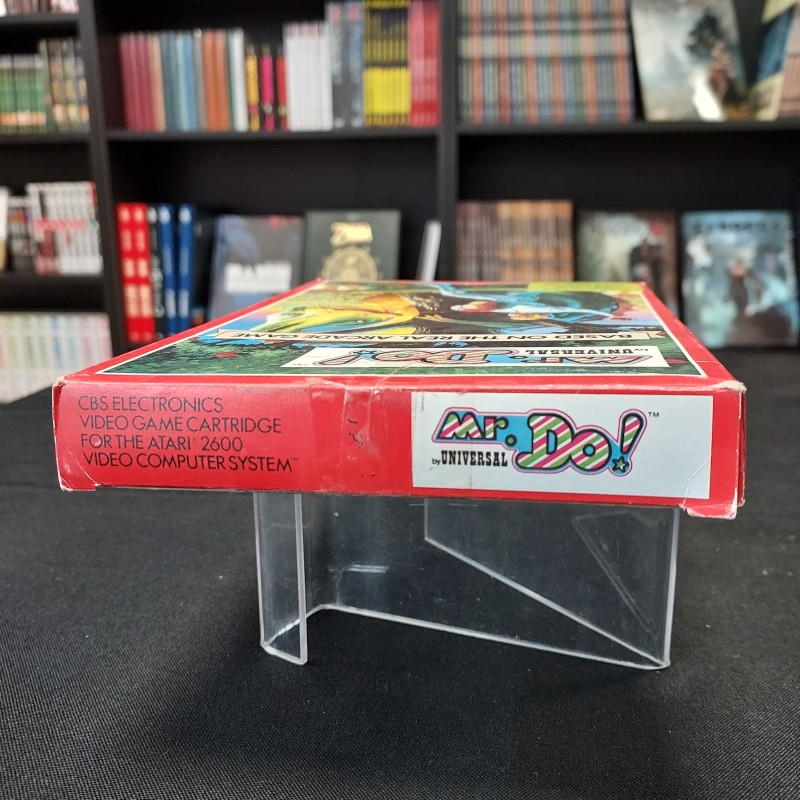 BASED ON THE REAL ARCADE GAME
Mr. Do!
by UNIVERSAL
CBS ELECTRONICS
VIDEO GAME CARTRIDGE
FOR THE ATARI® 2600
VIDEO COMPUTER SYSTEM™
Mr. Do!™
by UNIVERSAL